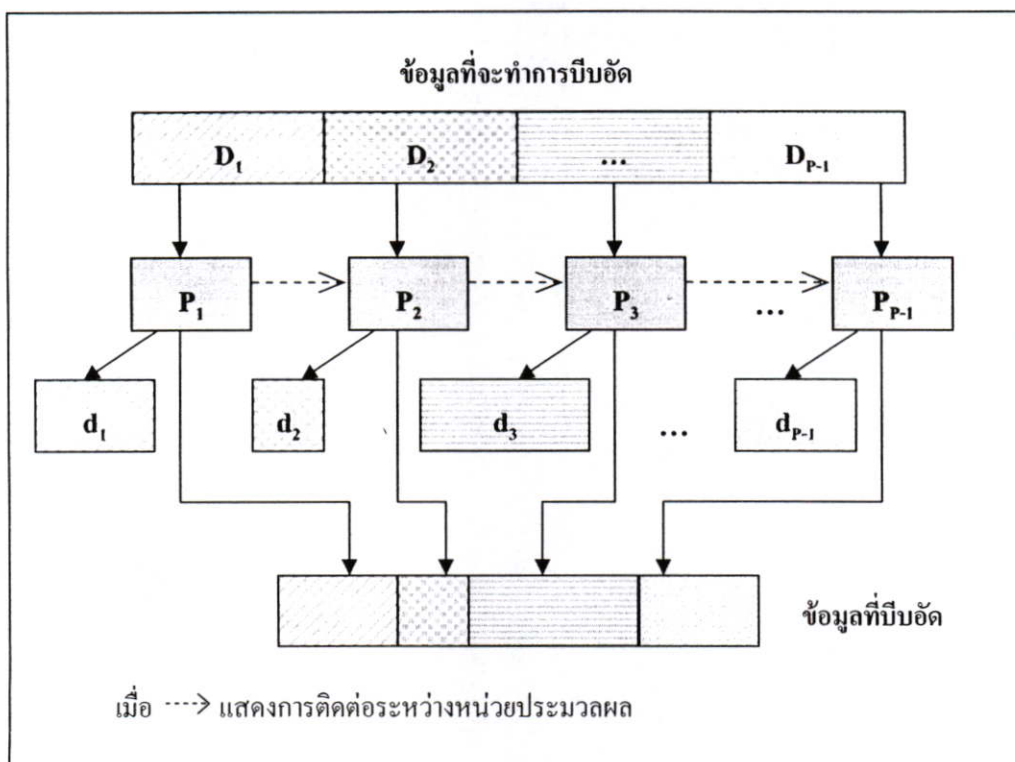 ข้อมูลที่จะทำการบีบอัด
D1 D2 ... DP-1
P1 P2 P3 ... PP-1
d1 d2 d3 ... dP-1
ข้อมูลที่บีบอัด
เมื่อ ----> แสดงการติดต่อระหว่างหน่วยประมวลผล